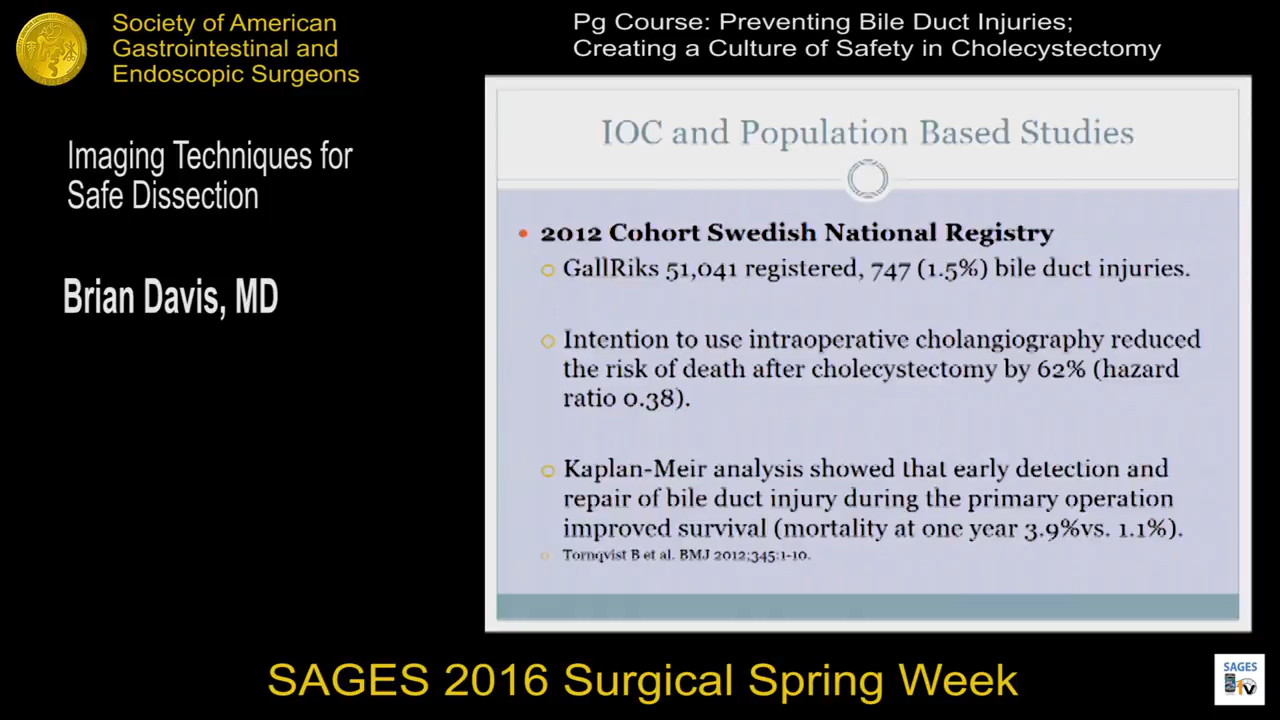 Society of American
Gastrointestinal and
Endoscopic Surgeons
Pg Course: Preventing Bile Duct Injuries;
Creating a Culture of Safety in Cholecystectomy
Imaging Techniques for
Safe Dissection
Brian Davis, MD
IOC and Population Based Studies
2012 Cohort Swedish National Registry
GallRiks 51,041 registered, 747 (1.5%) bile duct injuries.
Intention to use intraoperative cholangiography reduced
the risk of death after cholecystectomy by 62% (hazard
ratio 0.38).
Kaplan-Meir analysis showed that early detection and
repair of bile duct injury during the primary operation
improved survival (mortality at one year 3.9%vs. 1.1%).
Tornqvist B et al. BMJ 2012;345:1-10.
SAGES 2016 Surgical Spring Week
SAGES
TV